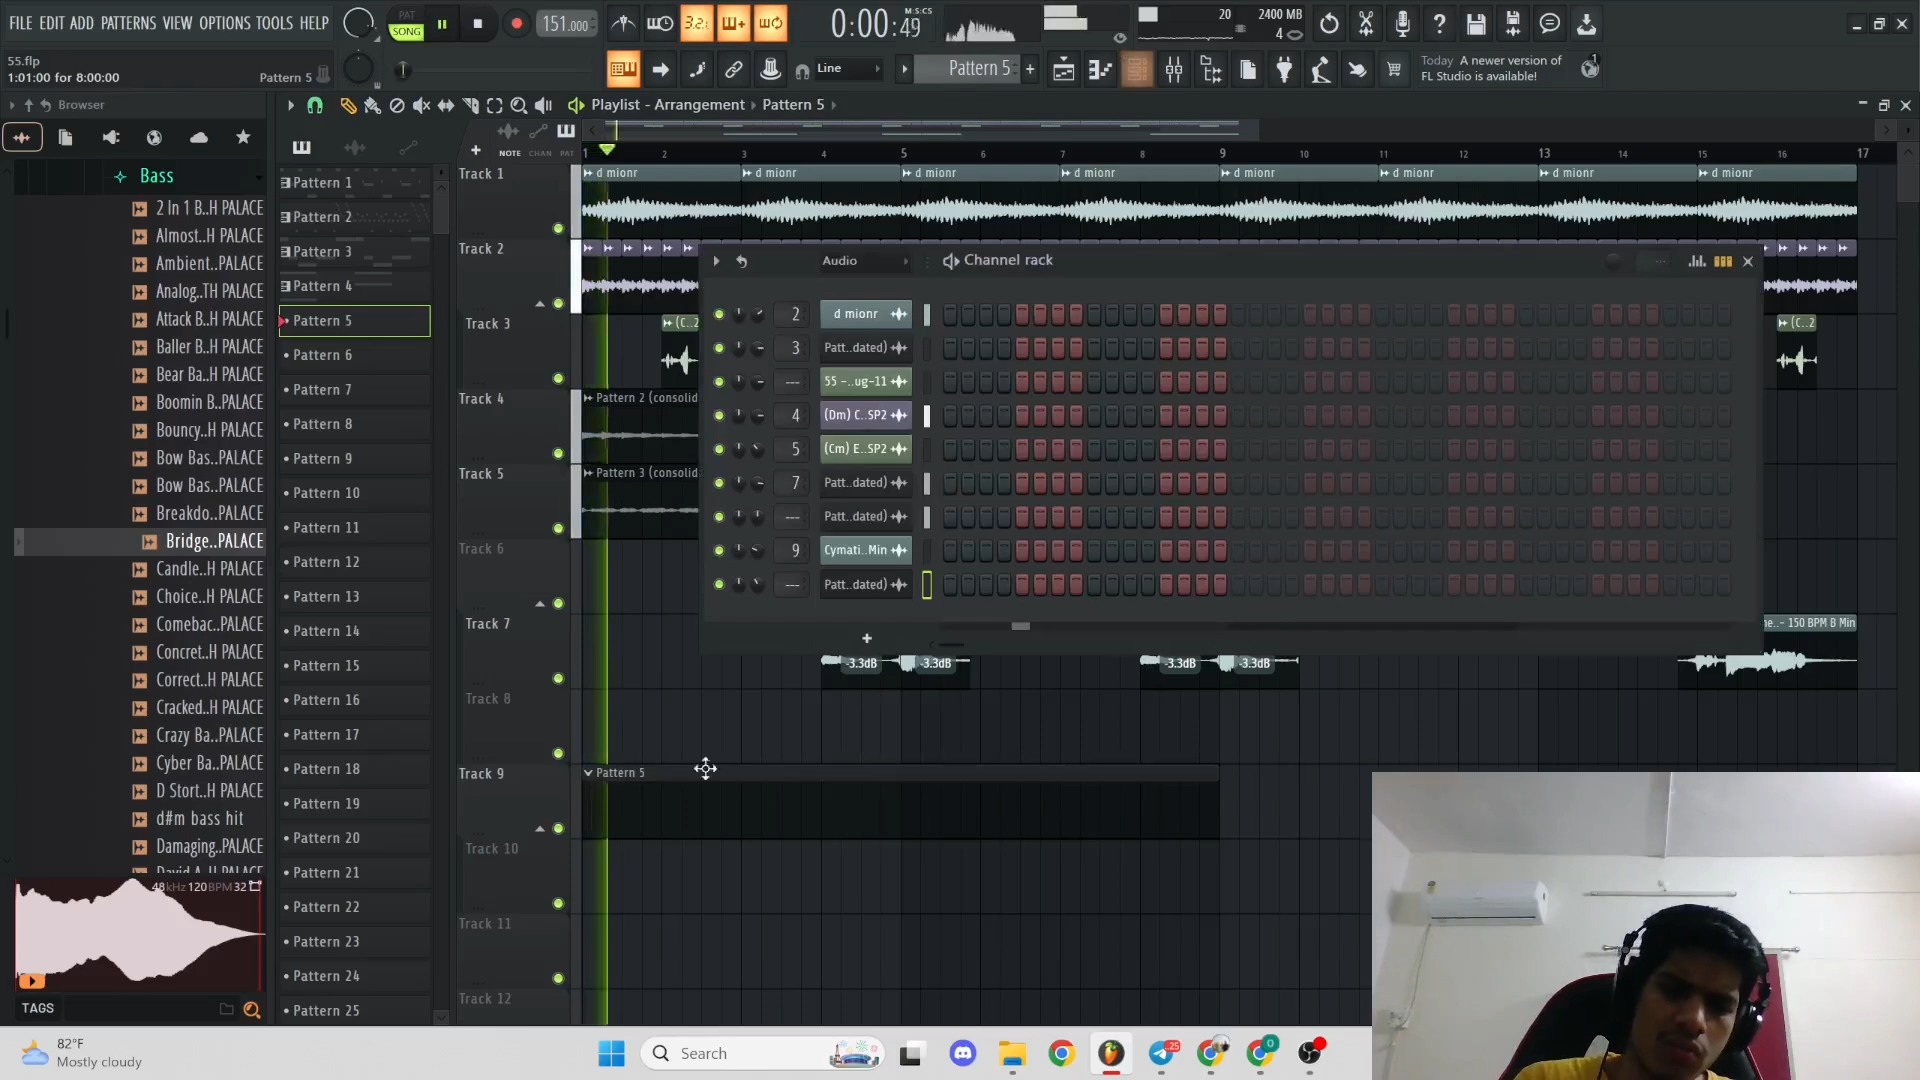 FILE EDIT ADD PATTERNS VIEW OPTIONS TOOLS HELP
PAT
SONG
151.000
3.2.
0:00:49
M:S:CS
20
2400 MB
4
55.flp
1:01:00 for 8:00:00
Pattern 5
Line
Pattern 5
Today A newer version of
FL Studio is available!
Browser
Playlist - Arrangement
Pattern 5
NOTE CHAN PAT
1 2 3 4 5 6 7 8 9 10 11 12 13 14 15 16 17
Bass
2 In 1 B..H PALACE
Almost..H PALACE
Ambient..PALACE
Analog..TH PALACE
Attack B..H PALACE
Baller B..H PALACE
Bear Ba..H PALACE
Boomin B..H PALACE
Bouncy..H PALACE
Bow Bas..H PALACE
Bow Bas..H PALACE
Breakdo..H PALACE
Bridge..PALACE
Candle..H PALACE
Choice..H PALACE
Comebac..H PALACE
Concret..H PALACE
Correct..H PALACE
Cracked..H PALACE
Crazy Ba..H PALACE
Cyber Ba..H PALACE
D Stort..H PALACE
d#m bass hit
Damaging..PALACE
48kHz 120BPM 32
TAGS
Pattern 1
Pattern 2
Pattern 3
Pattern 4
Pattern 5
Pattern 6
Pattern 7
Pattern 8
Pattern 9
Pattern 10
Pattern 11
Pattern 12
Pattern 13
Pattern 14
Pattern 15
Pattern 16
Pattern 17
Pattern 18
Pattern 19
Pattern 20
Pattern 21
Pattern 22
Pattern 23
Pattern 24
Pattern 25
Track 1
d mionr d mionr d mionr d mionr d mionr d mionr d mionr d mionr
Track 2
Track 3
(C..2
(C..2
Track 4
Pattern 2 (consolid
Track 5
Pattern 3 (consolid
Track 6
Track 7
- 150 BPM B Min
-3.3dB -3.3dB -3.3dB -3.3dB
Track 8
Track 9
Pattern 5
Track 10
Track 11
Track 12
Audio
Channel rack
2 d mionr
3 Patt..dated)
--- 55 -..ug-11
4 (Dm) C..SP2
5 (Cm) E..SP2
7 Patt..dated)
--- Patt..dated)
9 Cymati..Min
--- Patt..dated)
+
82°F
Mostly cloudy
Search
25
0